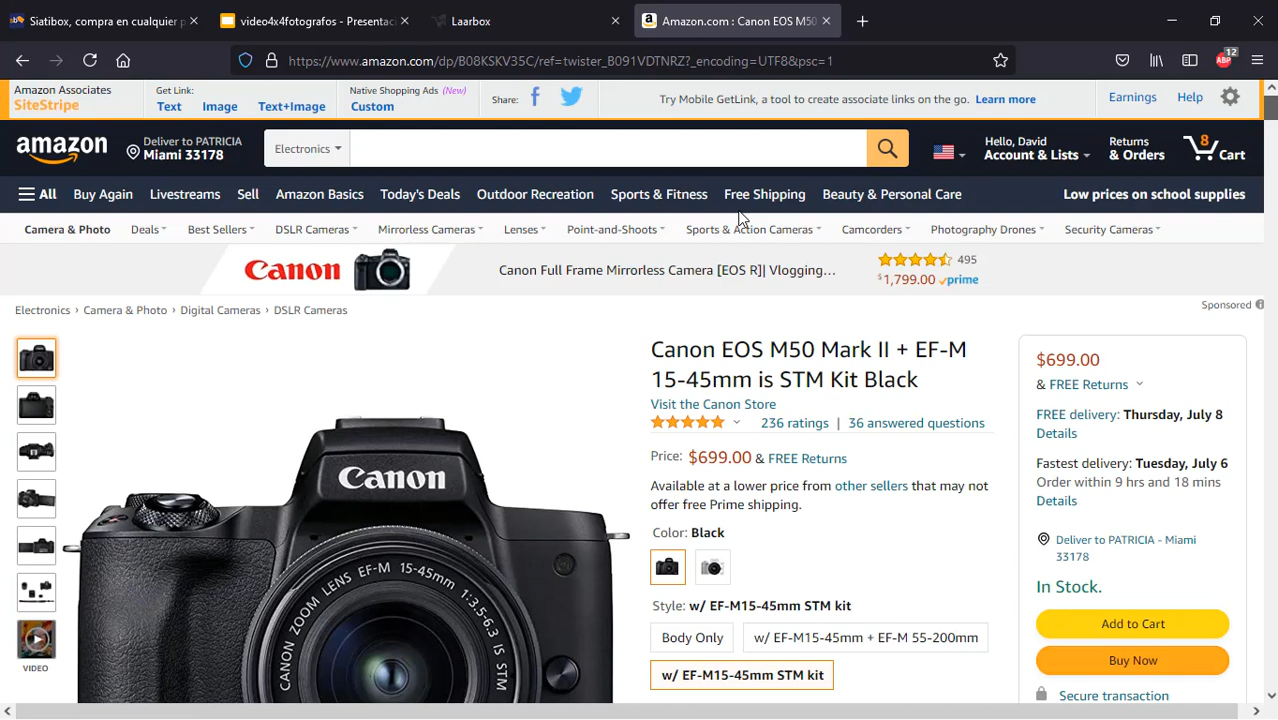 Siatibox, compra en cualquier p
video4x4fotografos - Presentaci
Laarbox
Amazon.com : Canon EOS M50
https://www.amazon.com/dp/B08KSKV35C/ref=twister_B091VDTNRZ?_encoding=UTF8&psc=1
ABP
12
Amazon Associates
SiteStripe
Get Link:
Text
Image
Text+Image
Native Shopping Ads (New)
Custom
Share:
Try Mobile GetLink, a tool to create associate links on the go. Learn more
Earnings
Help
amazon
Deliver to PATRICIA
Miami 33178
Electronics
Hello, David
Account & Lists
Returns
& Orders
8
Cart
All
Buy Again
Livestreams
Sell
Amazon Basics
Today's Deals
Outdoor Recreation
Sports & Fitness
Free Shipping
Beauty & Personal Care
Low prices on school supplies
Camera & Photo
Deals
Best Sellers
DSLR Cameras
Mirrorless Cameras
Lenses
Point-and-Shoots
Sports & Action Cameras
Camcorders
Photography Drones
Security Cameras
Canon
Canon Full Frame Mirrorless Camera [EOS R]| Vlogging...
495
$1,799.00 prime
Electronics › Camera & Photo › Digital Cameras › DSLR Cameras
Sponsored
Canon EOS M50 Mark II + EF-M
15-45mm is STM Kit Black
Visit the Canon Store
236 ratings | 36 answered questions
Price: $699.00 & FREE Returns
Available at a lower price from other sellers that may not
offer free Prime shipping.
Color: Black
Style: w/ EF-M15-45mm STM kit
Body Only
w/ EF-M15-45mm + EF-M 55-200mm
w/ EF-M15-45mm STM kit
$699.00
& FREE Returns
FREE delivery: Thursday, July 8
Details
Fastest delivery: Tuesday, July 6
Order within 9 hrs and 18 mins
Details
Deliver to PATRICIA - Miami
33178
In Stock.
Add to Cart
Buy Now
Secure transaction
VIDEO
Canon
CANON ZOOM LENS EF-M 15-45mm 1:3.5-6.3 IS STM